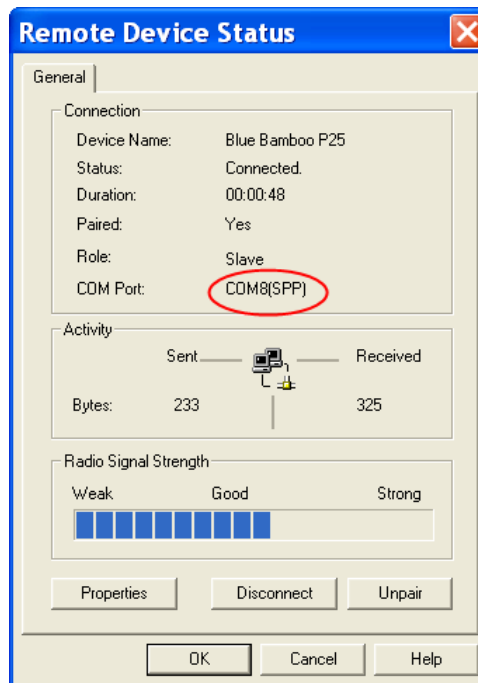 Remote Device Status
General
Connection
Device Name: Blue Bamboo P25
Status: Connected.
Duration: 00:00:48
Paired: Yes
Role: Slave
COM Port: COM8(SPP)
Activity
Sent Received
Bytes: 233 325
Radio Signal Strength
Weak Good Strong
Properties Disconnect Unpair
OK Cancel Help